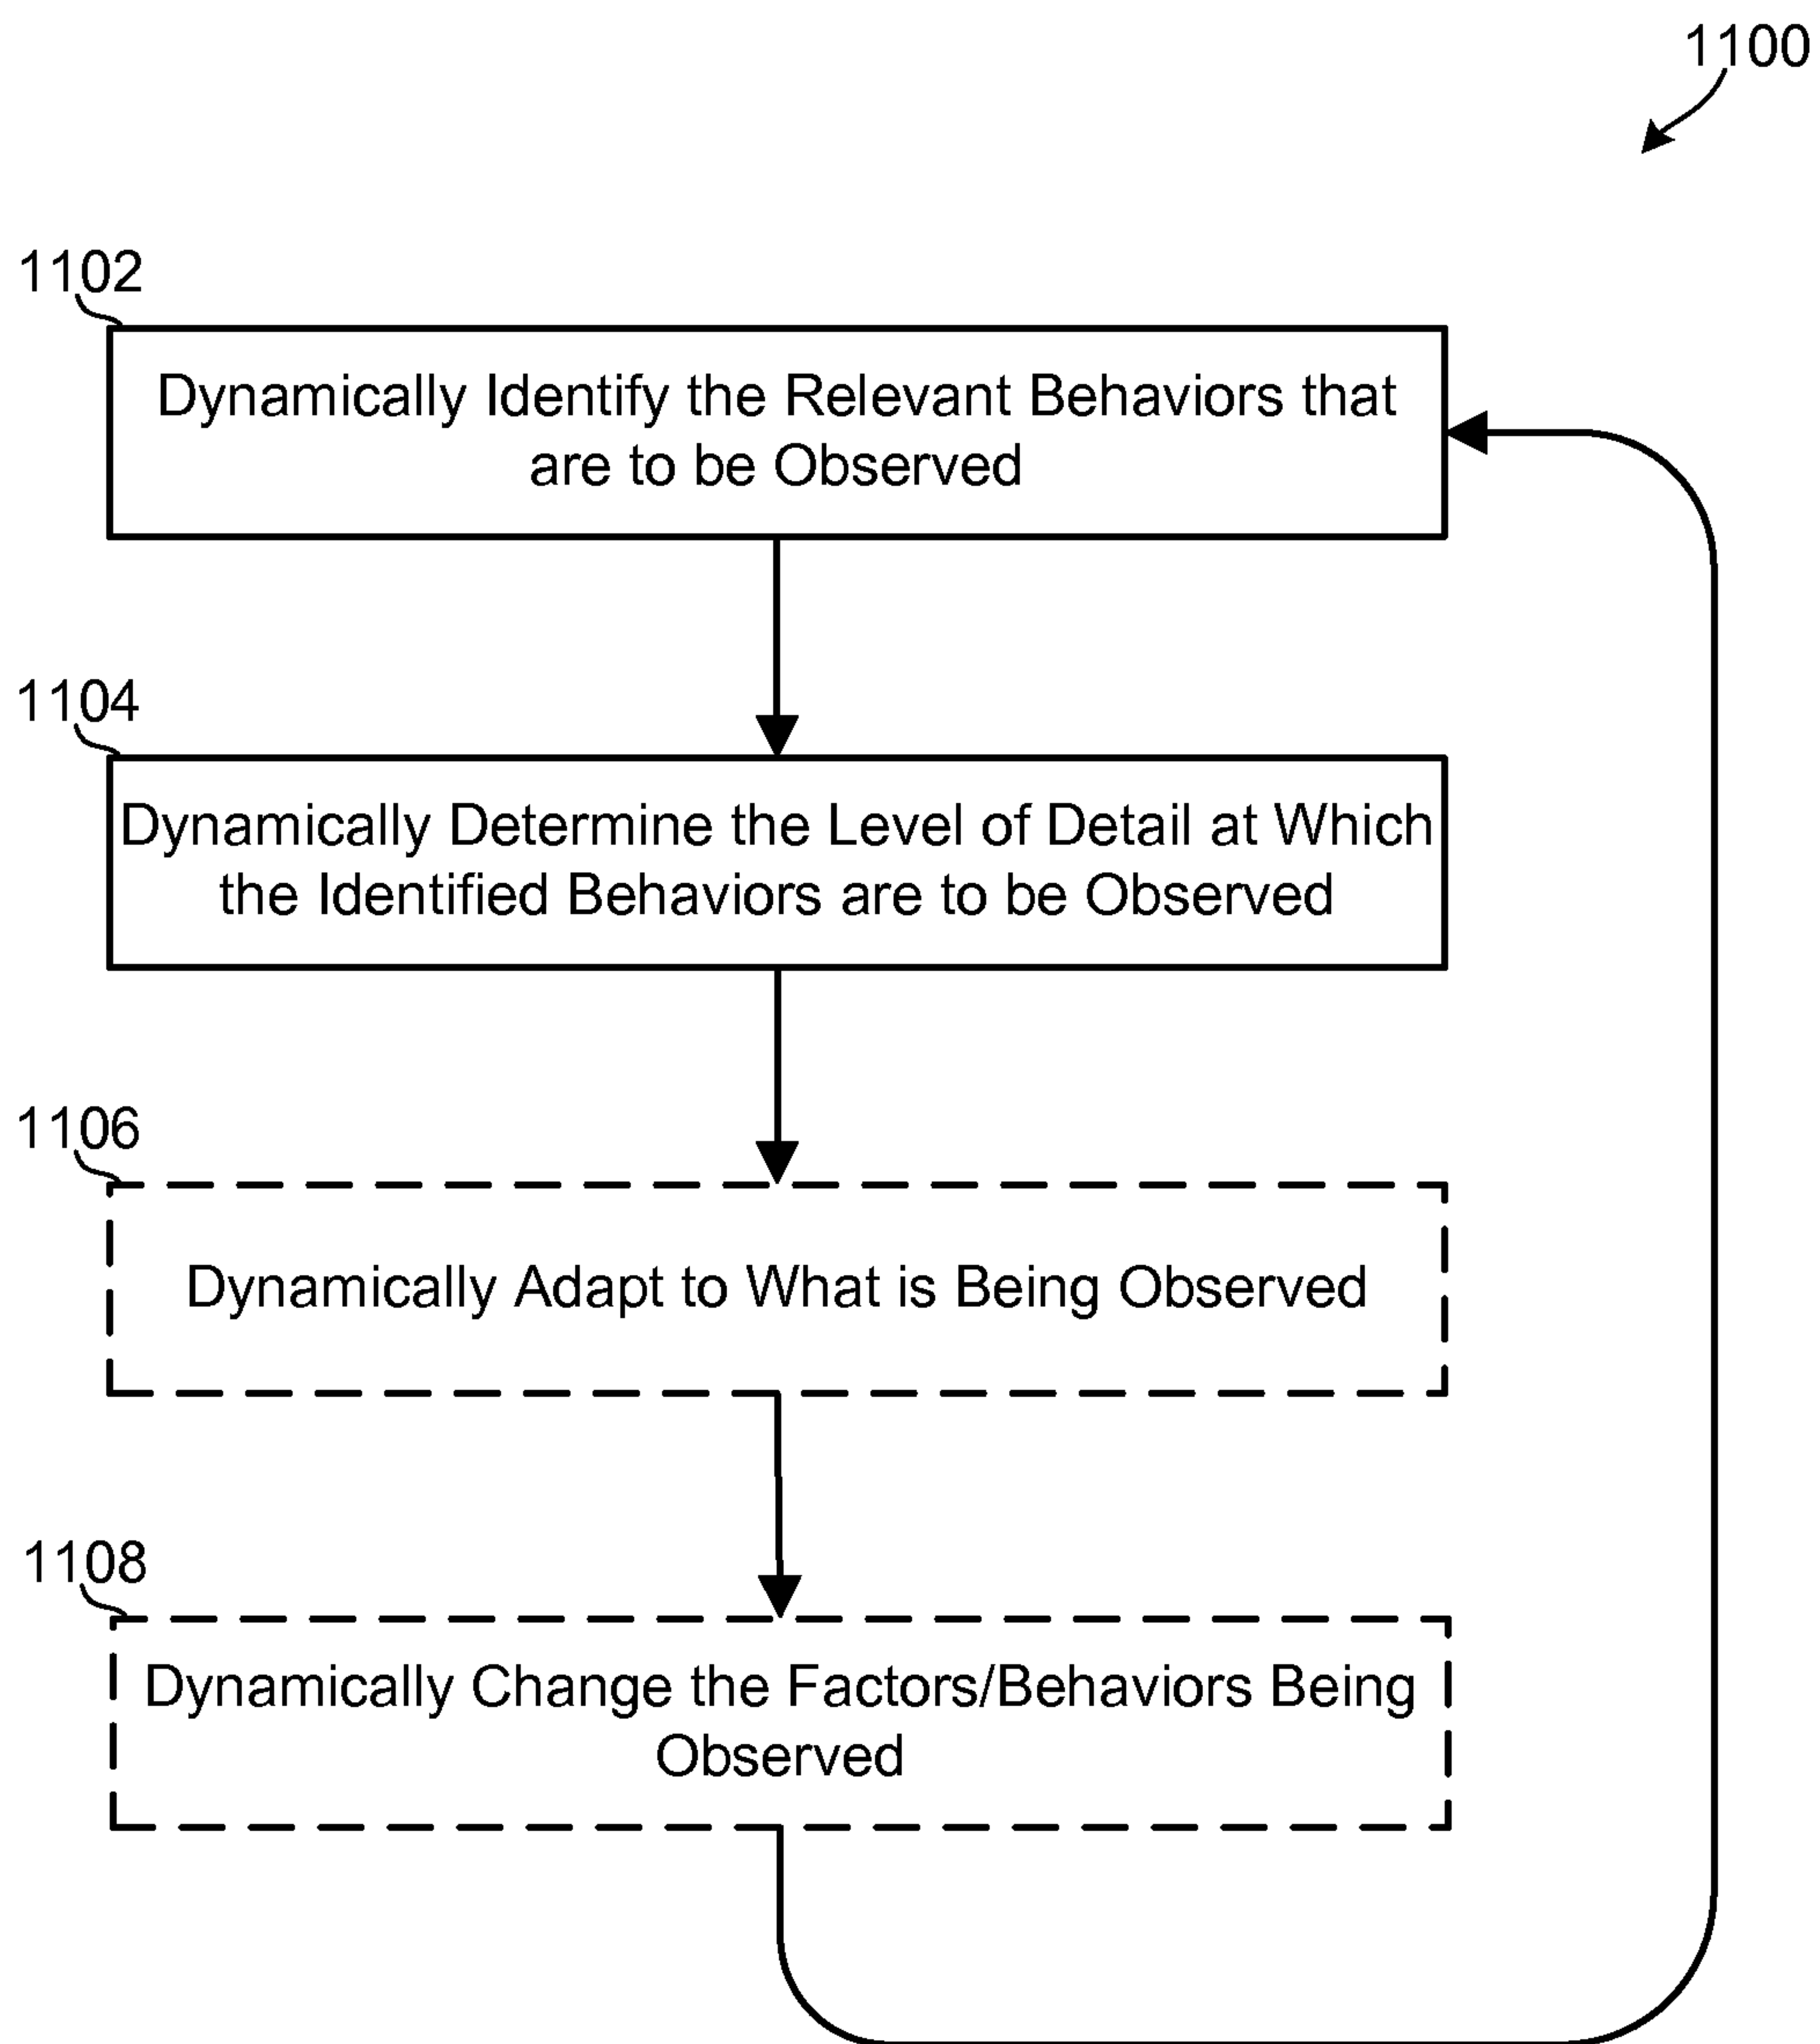 1100
1102
Dynamically Identify the Relevant Behaviors that
are to be Observed
1104
Dynamically Determine the Level of Detail at Which
the Identified Behaviors are to be Observed
1106
Dynamically Adapt to What is Being Observed
1108
Dynamically Change the Factors/Behaviors Being
Observed